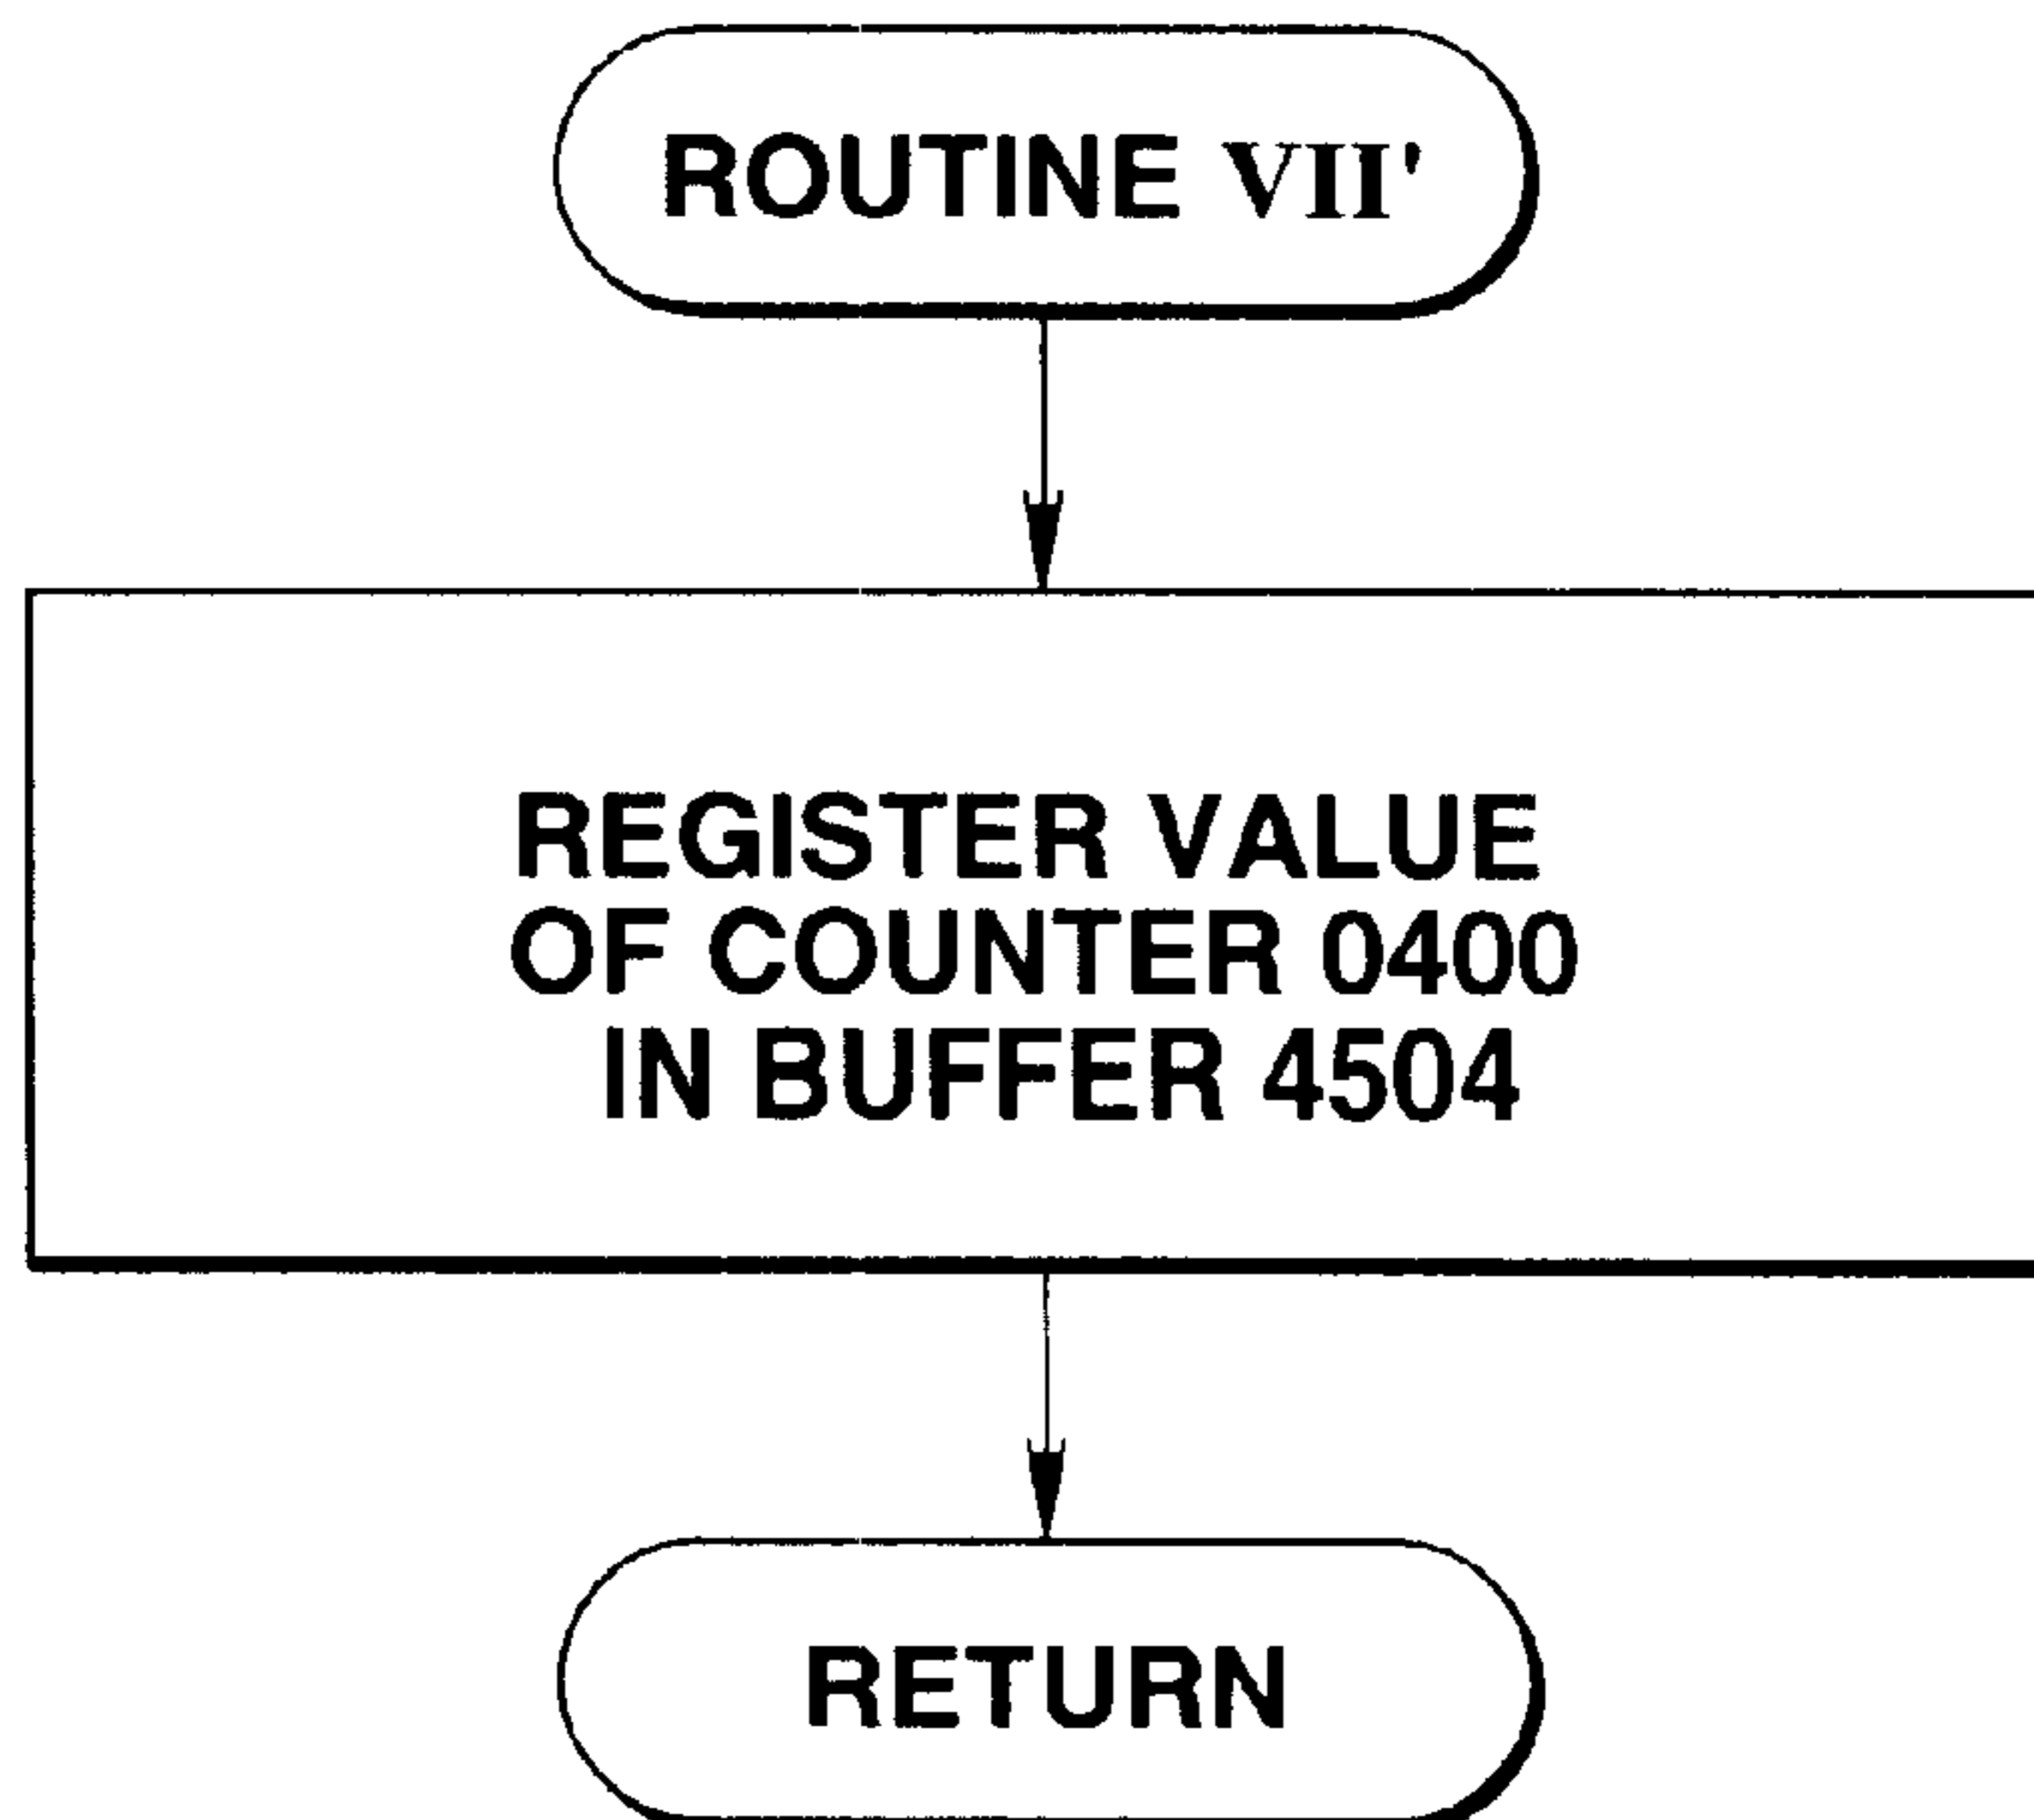 ROUTINE VII'
REGISTER VALUE
OF COUNTER 0400
IN BUFFER 4504
RETURN